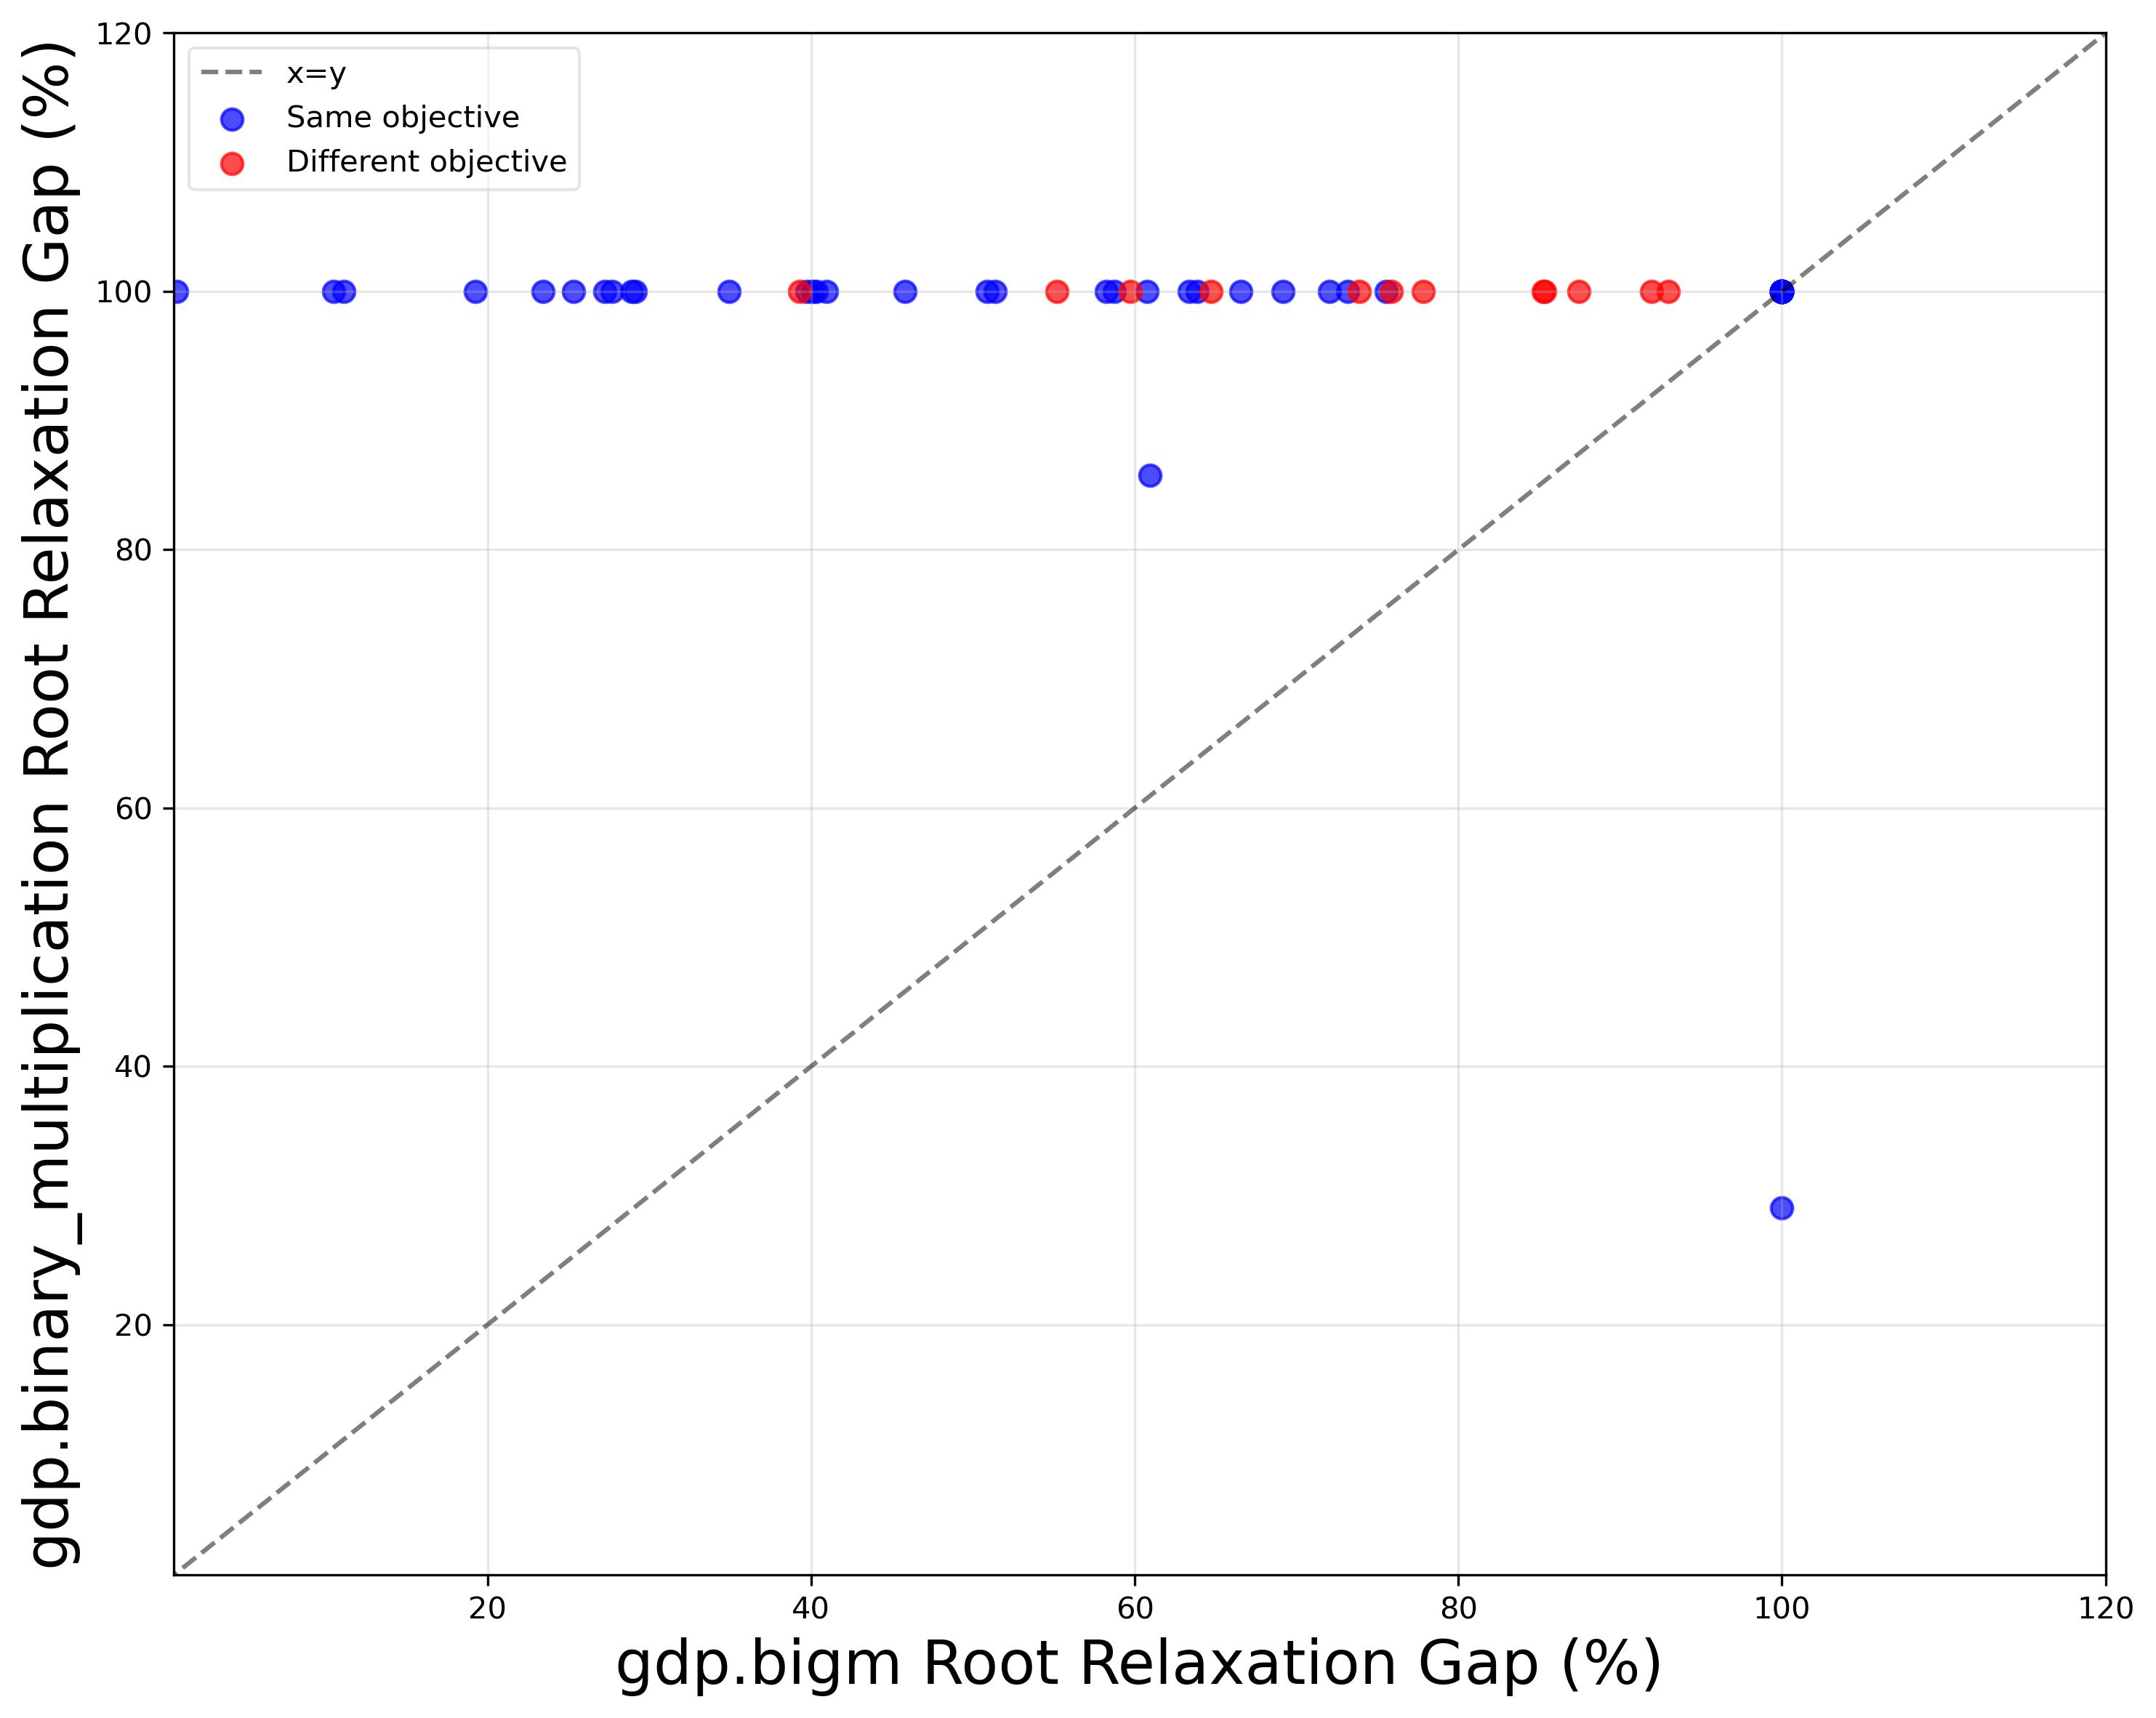 gdp.binary_multiplication Root Relaxation Gap (%)
120
100
80
60
40
20
x=y
Same objective
Different objective
20 40 60 80 100 120
gdp.bigm Root Relaxation Gap (%)